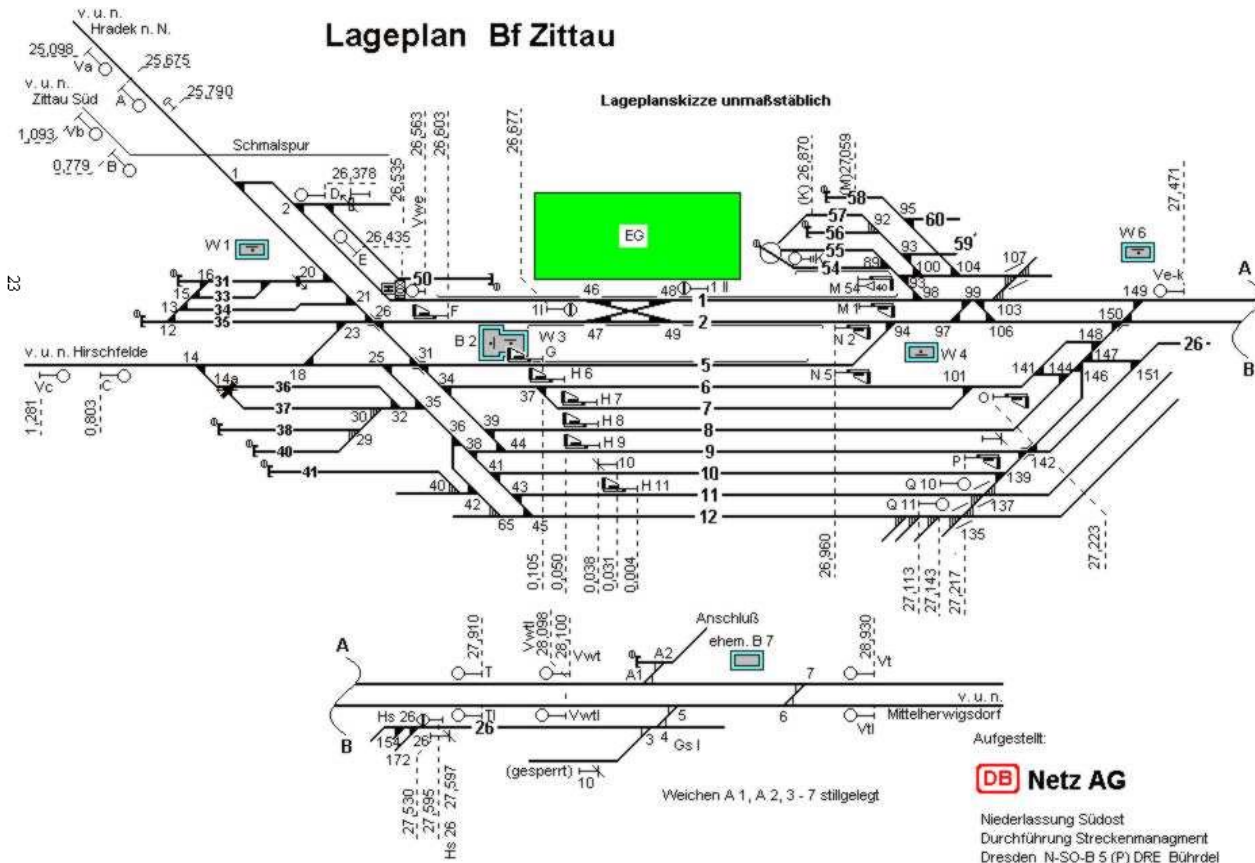 Lageplan Bf Zittau
Lageplanskizze unmaßstäblich
v. u. n.
Hradek n. N.
25,098
Va
A
25,675
25,790
v. u. n.
Zittau Süd
1,093
Vb
0,779
B
Schmalspur
1
2
D
26,378
E
26,435
26,535
Vwe
26,563
26,603
26,677
EG
(K) 26,870
(M)27,059
27,471
58
57
56
55
54
92
95
60
59
89
93
93
100
104
107
K
W 1
W 6
Ve-k
16
31
20
15
33
13
34
12
35
21
26
23
50
F
1I
46
48
1 II
1
47
49
2
M 54
40
M 1
98
99
103
149
N 2
94
97
106
150
A
B
B 2
W 3
G
W 4
v. u. n. Hirschfelde
14
18
25
31
5
N 5
148
147
26
Vc
C
1,281
0,803
14a
36
37
32
35
34
37
H 6
6
101
141
144
146
151
H 7
7
O
38
30
29
36
39
H 8
8
40
38
44
H 9
9
P
142
41
41
10
10
Q 10
139
40
42
43
H 11
11
Q 11
137
65
45
12
135
0,105
0,050
0,038
0,031
0,004
26,960
27,113
27,143
27,217
27,223
23
A
B
27,910
T
Vwtl
28,098
28,100
Vwt
Anschluß
ehem. B 7
A2
A1
7
28,930
Vt
v. u. n.
Mittelherwigsdorf
Hs 26
Tl
Vwtl
5
6
Vtl
154
172
26
26
3
4
Gs I
(gesperrt)
10
27,530
27,595
Hs 26 27,597
Weichen A 1, A 2, 3 - 7 stillgelegt
Aufgestellt:
DB Netz AG
Niederlassung Südost
Durchführung Streckenmanagment
Dresden N-SO-B 5 (P) DRE Bührdel